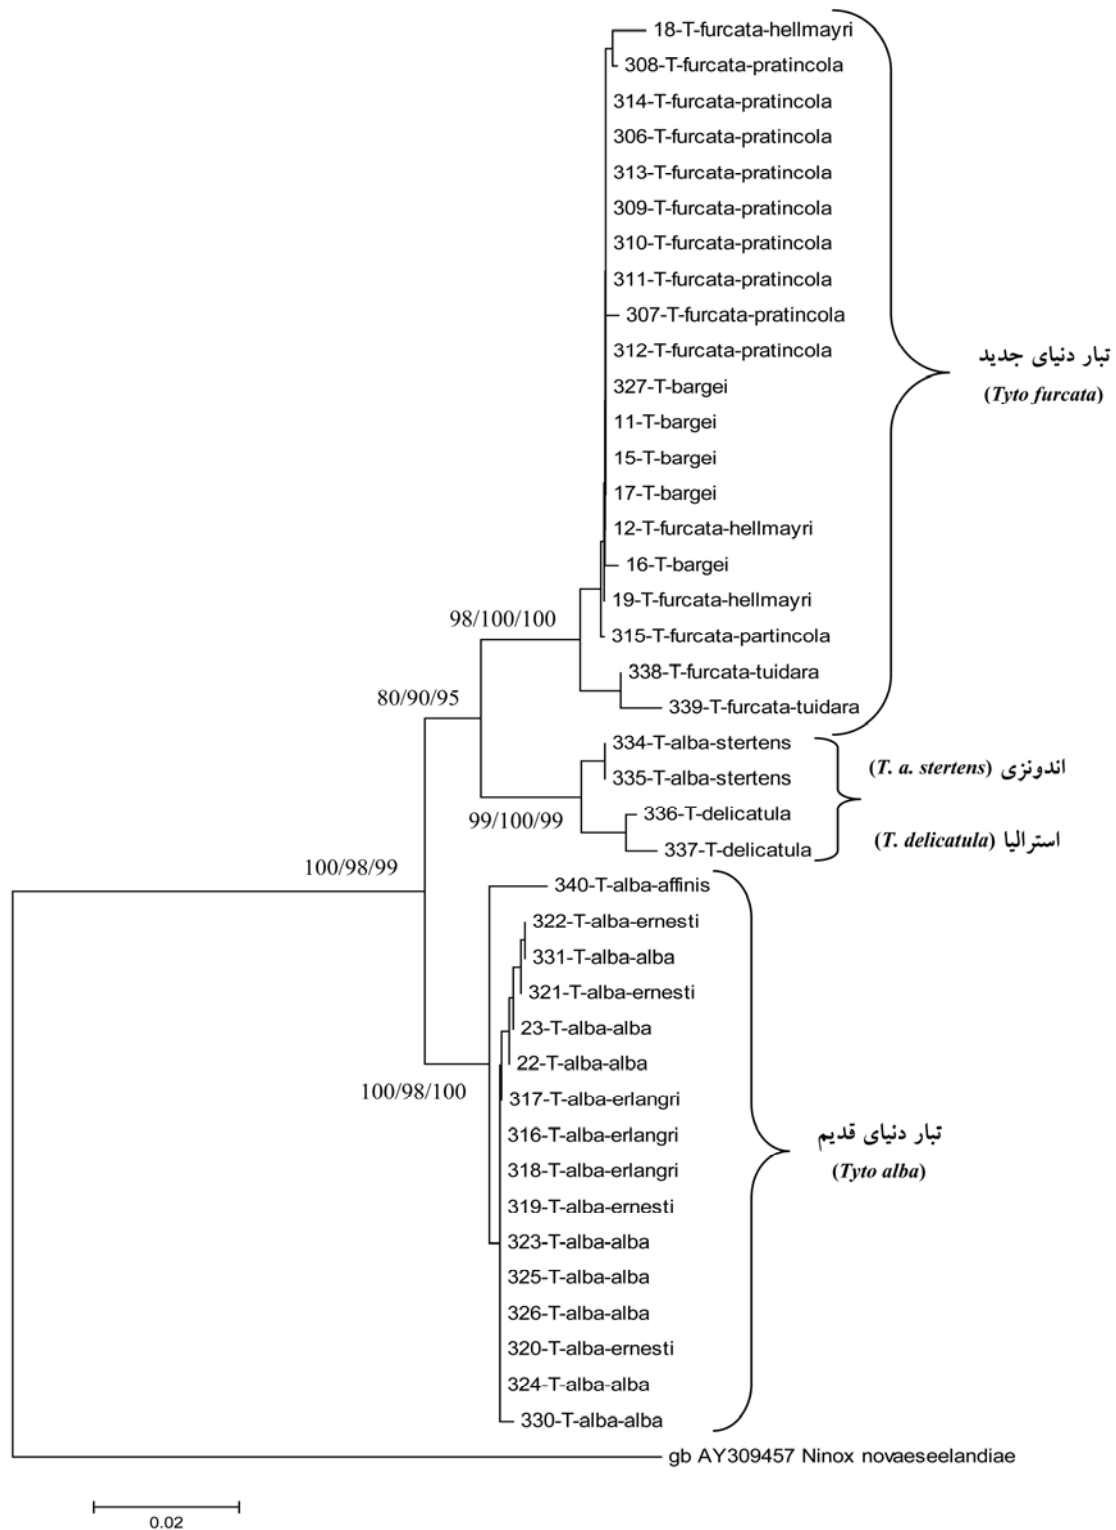 18-T-furcata-hellmayri
308-T-furcata-pratincola
314-T-furcata-pratincola
306-T-furcata-pratincola
313-T-furcata-pratincola
309-T-furcata-pratincola
310-T-furcata-pratincola
311-T-furcata-pratincola
307-T-furcata-pratincola
312-T-furcata-pratincola
تبار دنیای جدید
(Tyto furcata)
327-T-bargei
11-T-bargei
15-T-bargei
17-T-bargei
12-T-furcata-hellmayri
16-T-bargei
19-T-furcata-hellmayri
98/100/100
315-T-furcata-partincola
338-T-furcata-tuidara
80/90/95
339-T-furcata-tuidara
334-T-alba-stertens
اندونزی (T. a. stertens)
335-T-alba-stertens
336-T-delicatula
99/100/99
استرالیا (T. delicatula)
337-T-delicatula
100/98/99
340-T-alba-affinis
322-T-alba-ernesti
331-T-alba-alba
321-T-alba-ernesti
23-T-alba-alba
22-T-alba-alba
100/98/100
317-T-alba-erlangri
316-T-alba-erlangri
تبار دنیای قدیم
(Tyto alba)
318-T-alba-erlangri
319-T-alba-ernesti
323-T-alba-alba
325-T-alba-alba
326-T-alba-alba
320-T-alba-ernesti
324-T-alba-alba
330-T-alba-alba
gb AY309457 Ninox novaeseelandiae
0.02